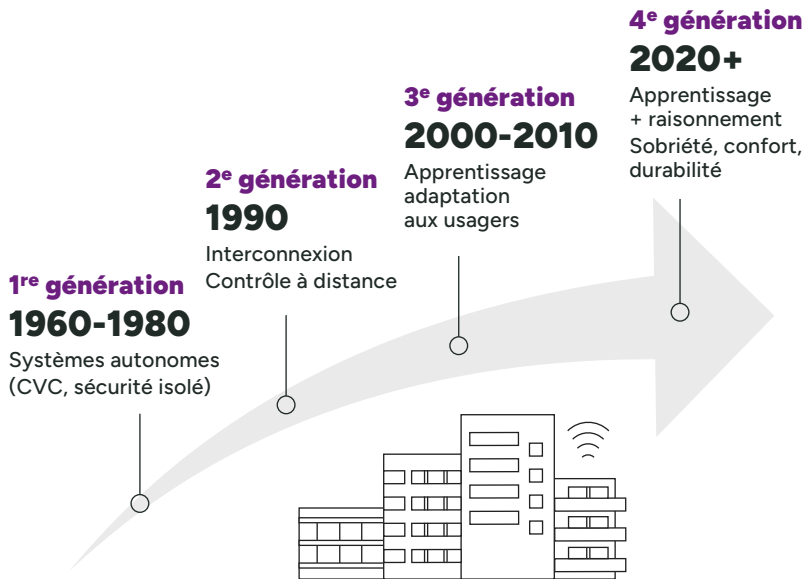 1re génération
1960-1980
Systèmes autonomes
(CVC, sécurité isolé)
2e génération
1990
Interconnexion
Contrôle à distance
3e génération
2000-2010
Apprentissage
adaptation
aux usagers
4e génération
2020+
Apprentissage
+ raisonnement
Sobriété, confort,
durabilité